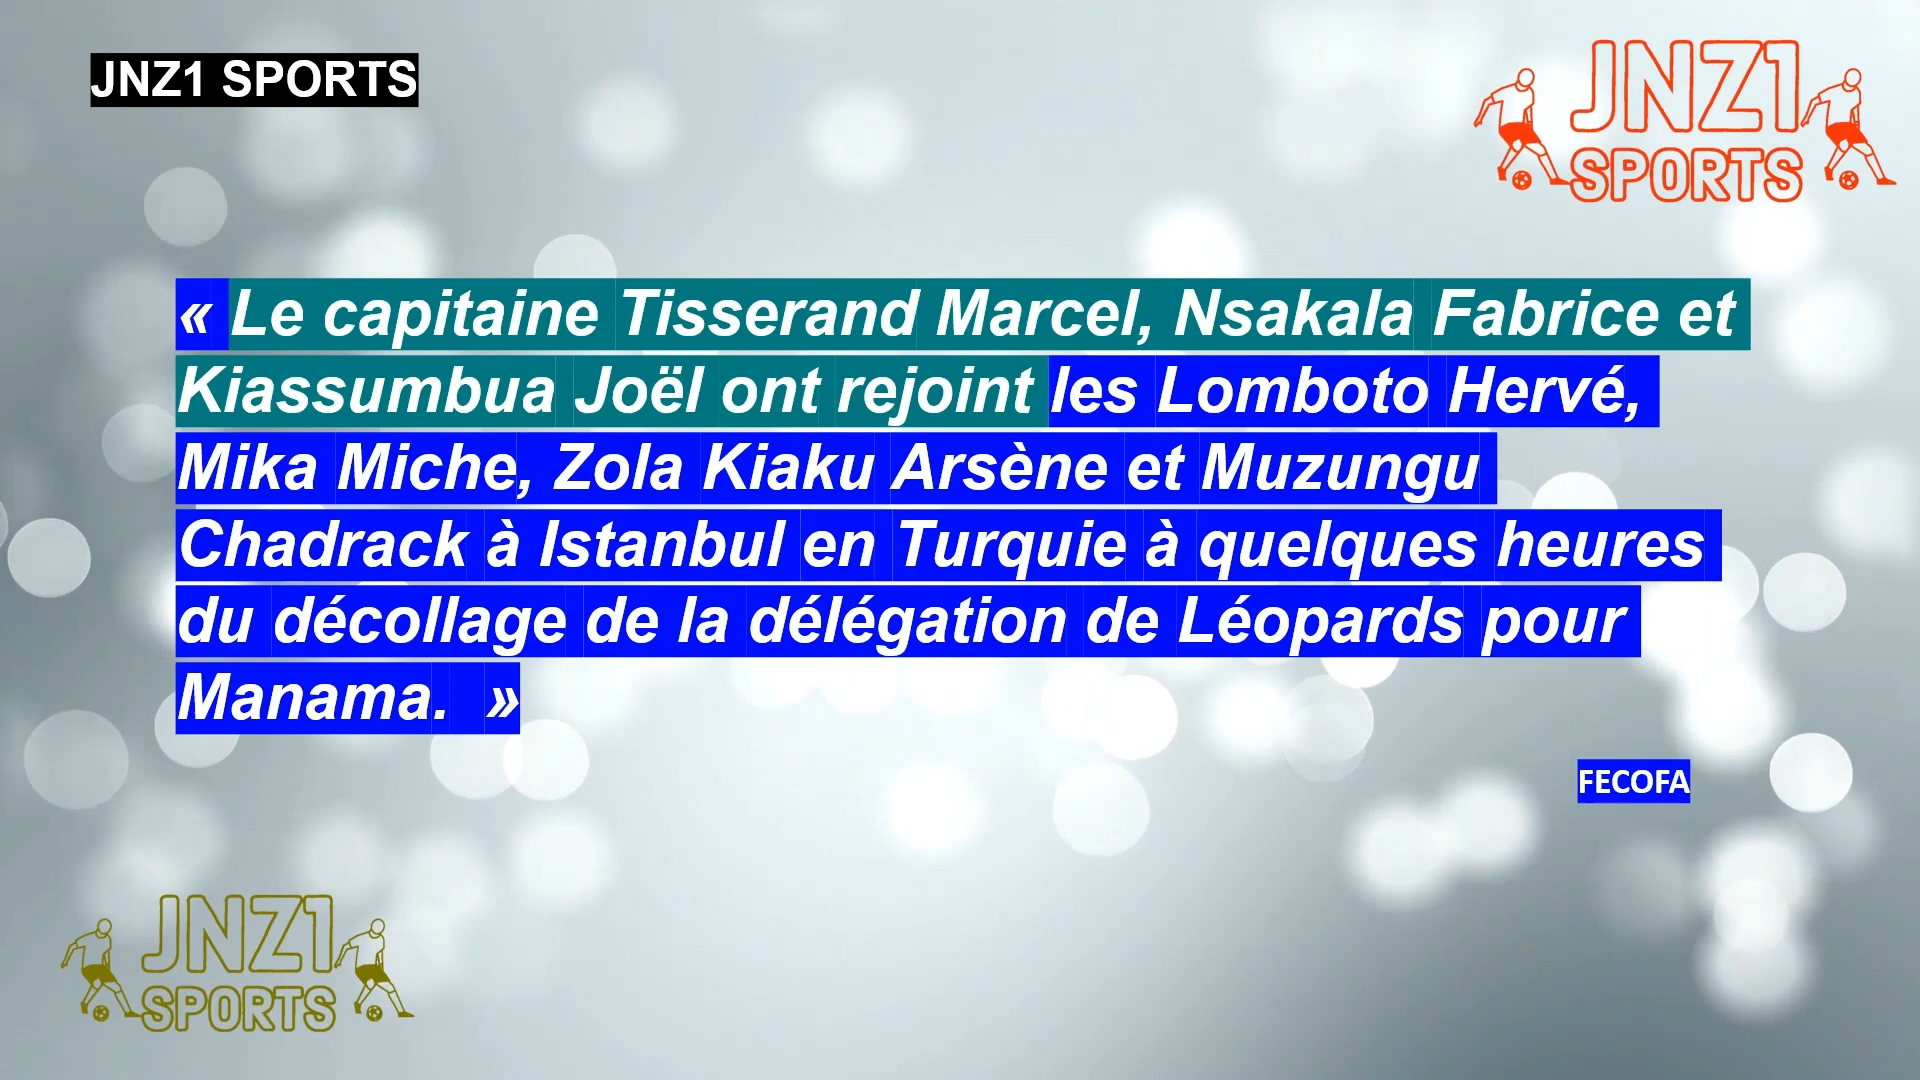 JNZ1 SPORTS
JNZ1
SPORTS
« Le capitaine Tisserand Marcel, Nsakala Fabrice et
Kiassumbua Joël ont rejoint les Lomboto Hervé,
Mika Miche, Zola Kiaku Arsène et Muzungu
Chadrack à Istanbul en Turquie à quelques heures
du décollage de la délégation de Léopards pour
Manama.  »
FECOFA
JNZ1
SPORTS